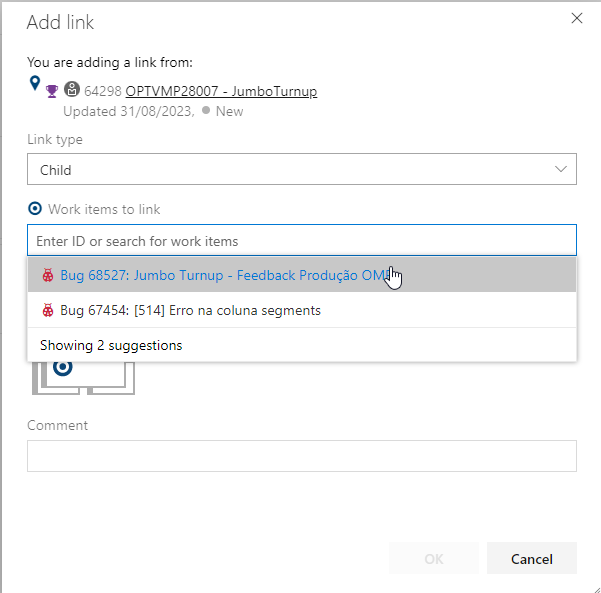 Add link
You are adding a link from:
64298 OPTVMP28007 - JumboTurnup
Updated 31/08/2023, New
Link type
Child
Work items to link
Enter ID or search for work items
Bug 68527: Jumbo Turnup - Feedback Produção
Bug 67454: [514] Erro na coluna segments
Showing 2 suggestions
Comment
OK
Cancel